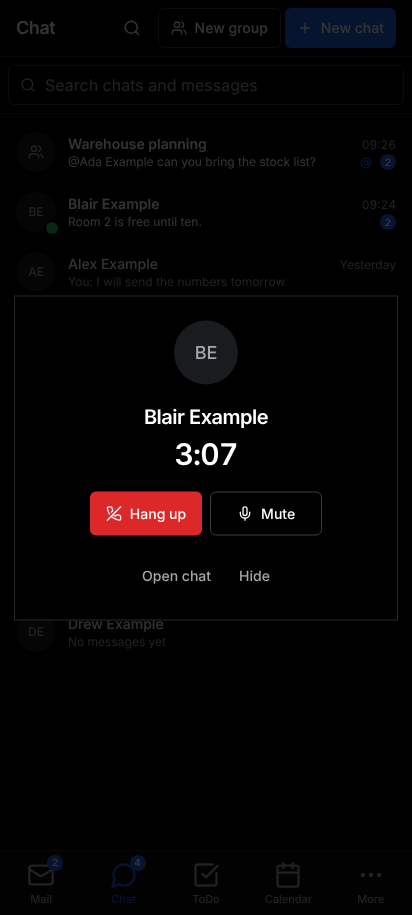 Chat
New group
New chat
Search chats and messages
Warehouse planning
09:26
@Ada Example can you bring the stock list?
@ 2
BE
Blair Example
09:24
Room 2 is free until ten.
2
AE
Alex Example
Yesterday
You: I will send the numbers tomorrow.
BE
Blair Example
3:07
Hang up
Mute
Open chat
Hide
DE
Drew Example
No messages yet
2
4
Mail
Chat
ToDo
Calendar
More